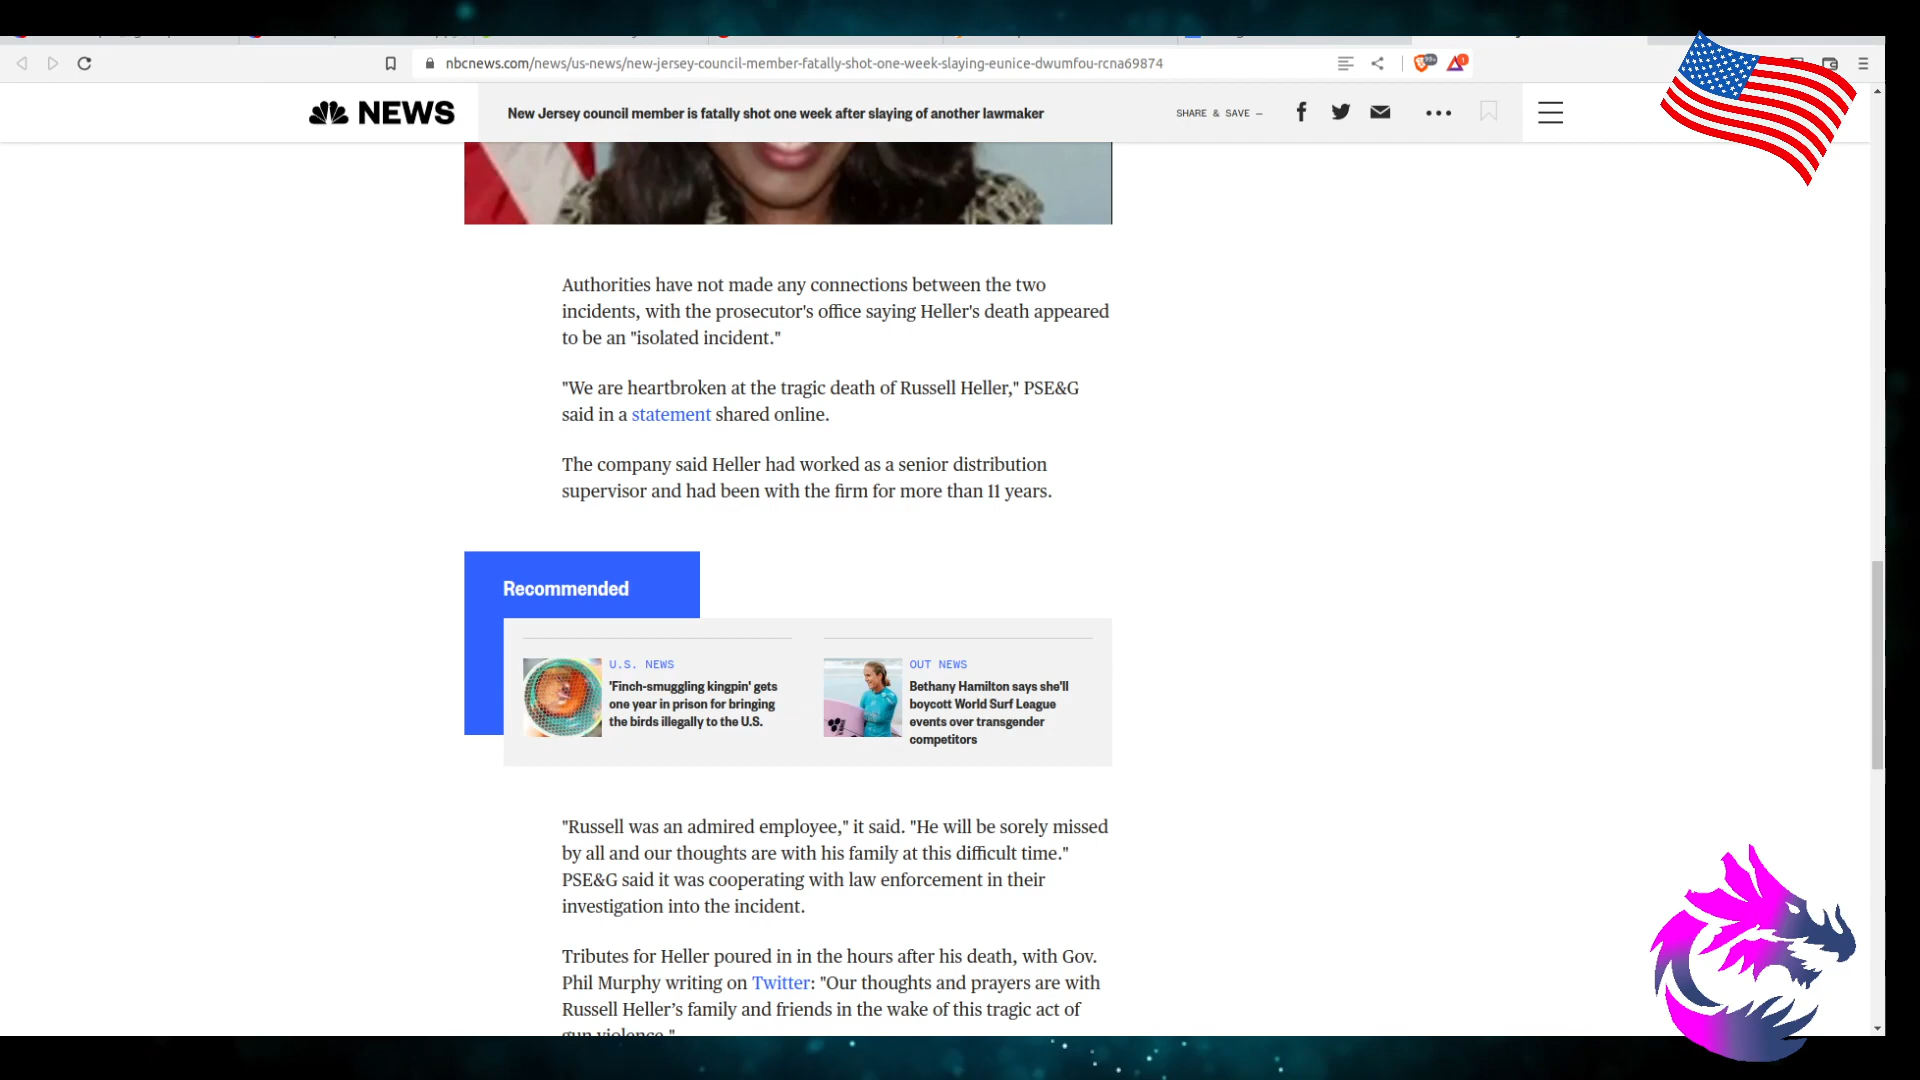 nbcnews.com/news/us-news/new-jersey-council-member-fatally-shot-one-week-slaying-eunice-dwumfou-rcna69874
NEWS
New Jersey council member is fatally shot one week after slaying of another lawmaker
SHARE & SAVE —
Authorities have not made any connections between the two
incidents, with the prosecutor's office saying Heller's death appeared
to be an "isolated incident."
"We are heartbroken at the tragic death of Russell Heller," PSE&G
said in a statement shared online.
The company said Heller had worked as a senior distribution
supervisor and had been with the firm for more than 11 years.
Recommended
U.S. NEWS
'Finch-smuggling kingpin' gets
one year in prison for bringing
the birds illegally to the U.S.
OUT NEWS
Bethany Hamilton says she'll
boycott World Surf League
events over transgender
competitors
"Russell was an admired employee," it said. "He will be sorely missed
by all and our thoughts are with his family at this difficult time."
PSE&G said it was cooperating with law enforcement in their
investigation into the incident.
Tributes for Heller poured in in the hours after his death, with Gov.
Phil Murphy writing on Twitter: "Our thoughts and prayers are with
Russell Heller’s family and friends in the wake of this tragic act of
gun violence."